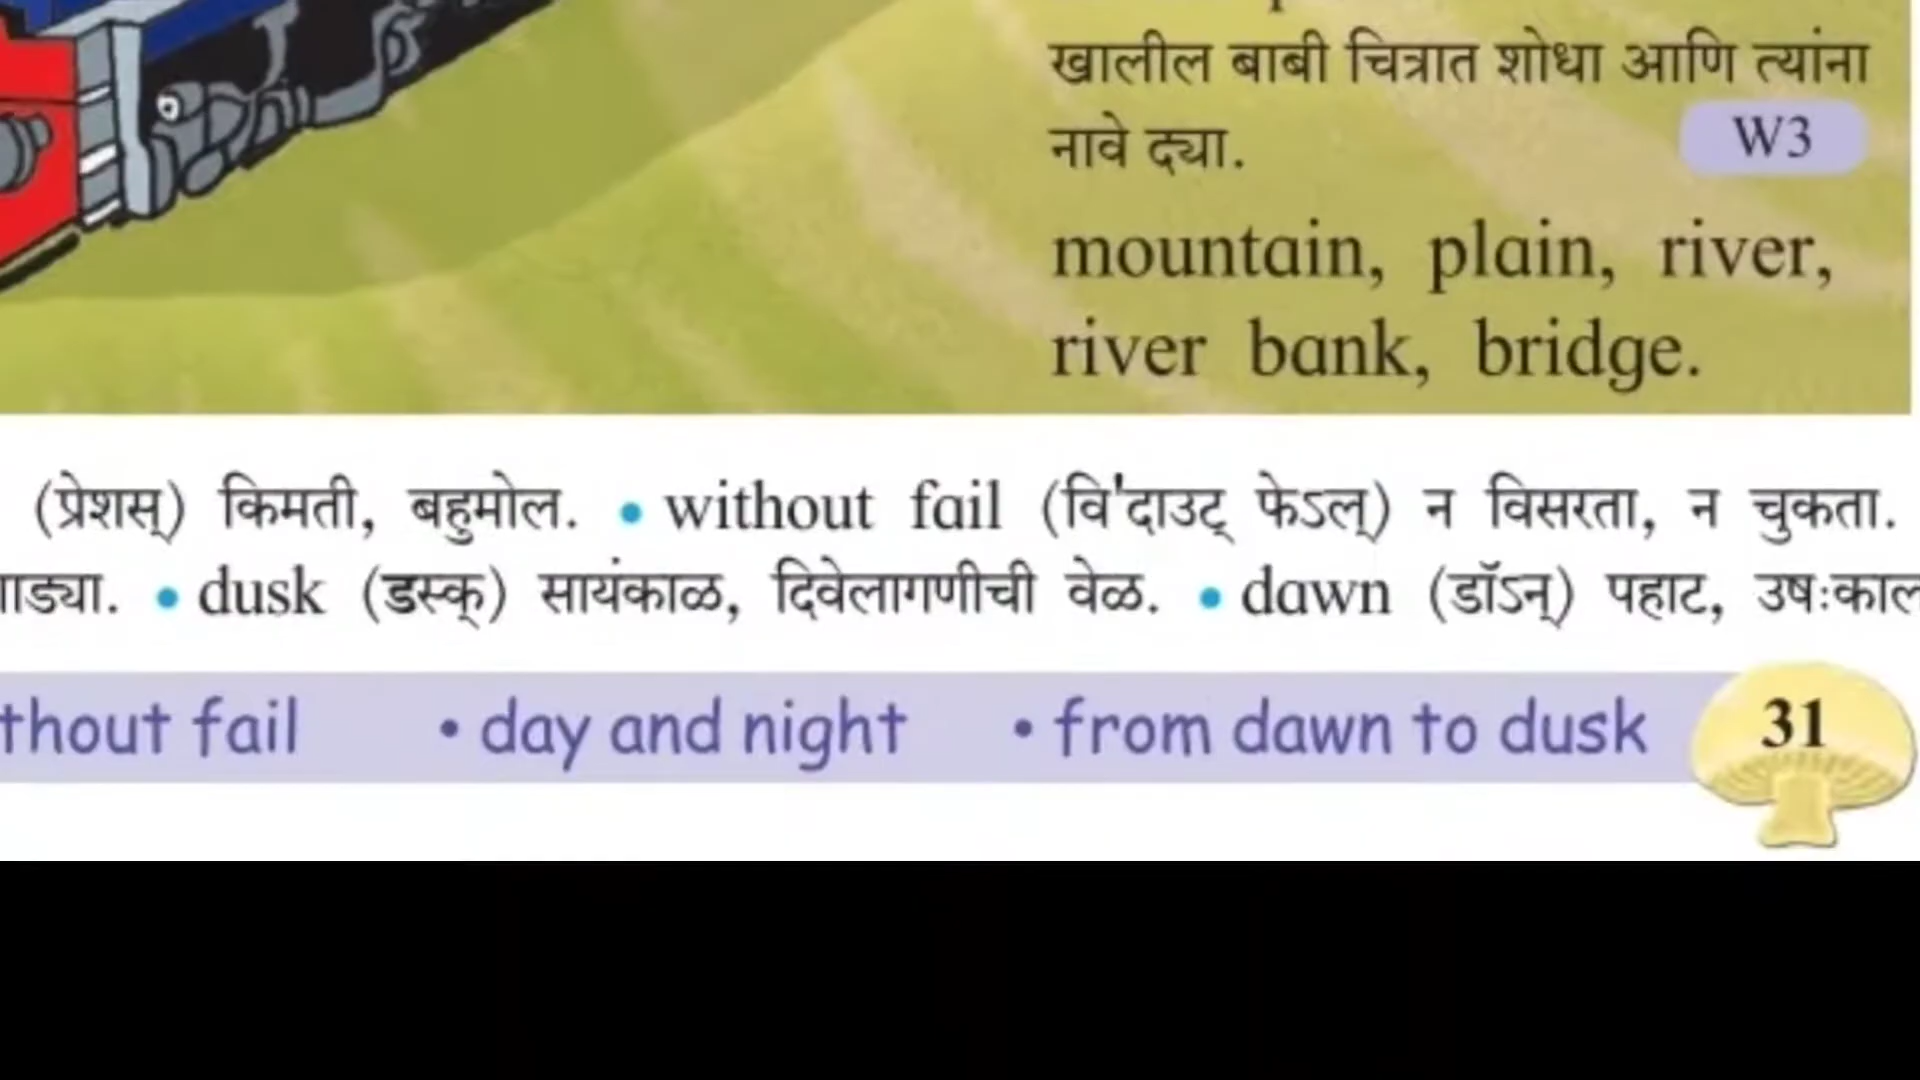 खालील बाबी चित्रात शोधा आणि त्यांना
नावे द्या.
W3
mountain, plain, river,
river bank, bridge.
(प्रेशस्) किमती, बहुमोल. • without fail (वि'दाउट् फेऽल्) न विसरता, न चुकता.
• dusk (डस्क्) सायंकाळ, दिवेलागणीची वेळ. • dawn (डॉऽन्) पहाट, उषःकाल
fail • day and night • from dawn to dusk 31